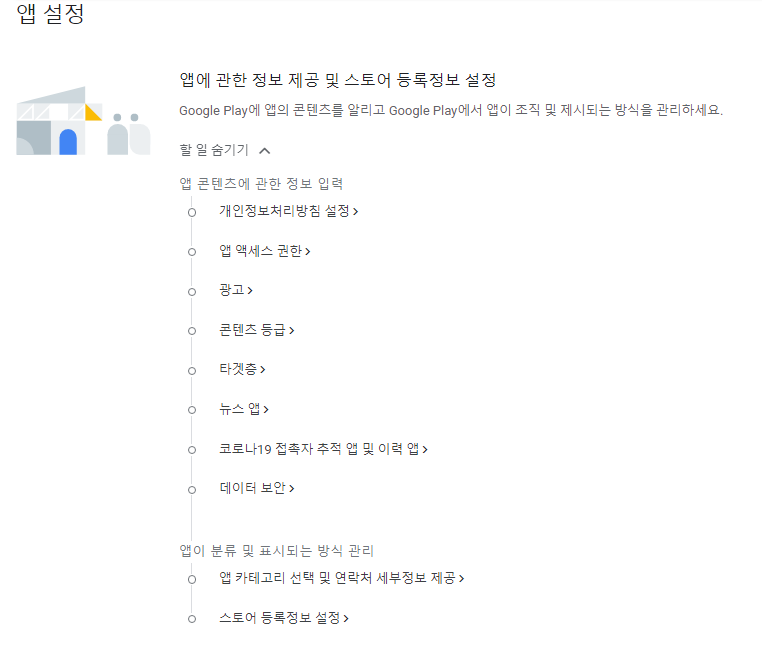 앱 설정
앱에 관한 정보 제공 및 스토어 등록정보 설정
Google Play에 앱의 콘텐츠를 알리고 Google Play에서 앱이 조직 및 제시되는 방식을 관리하세요.
할 일 숨기기
앱 콘텐츠에 관한 정보 입력
개인정보처리방침 설정
앱 액세스 권한
광고
콘텐츠 등급
타겟층
뉴스 앱
코로나19 접촉자 추적 앱 및 이력 앱
데이터 보안
앱이 분류 및 표시되는 방식 관리
앱 카테고리 선택 및 연락처 세부정보 제공
스토어 등록정보 설정